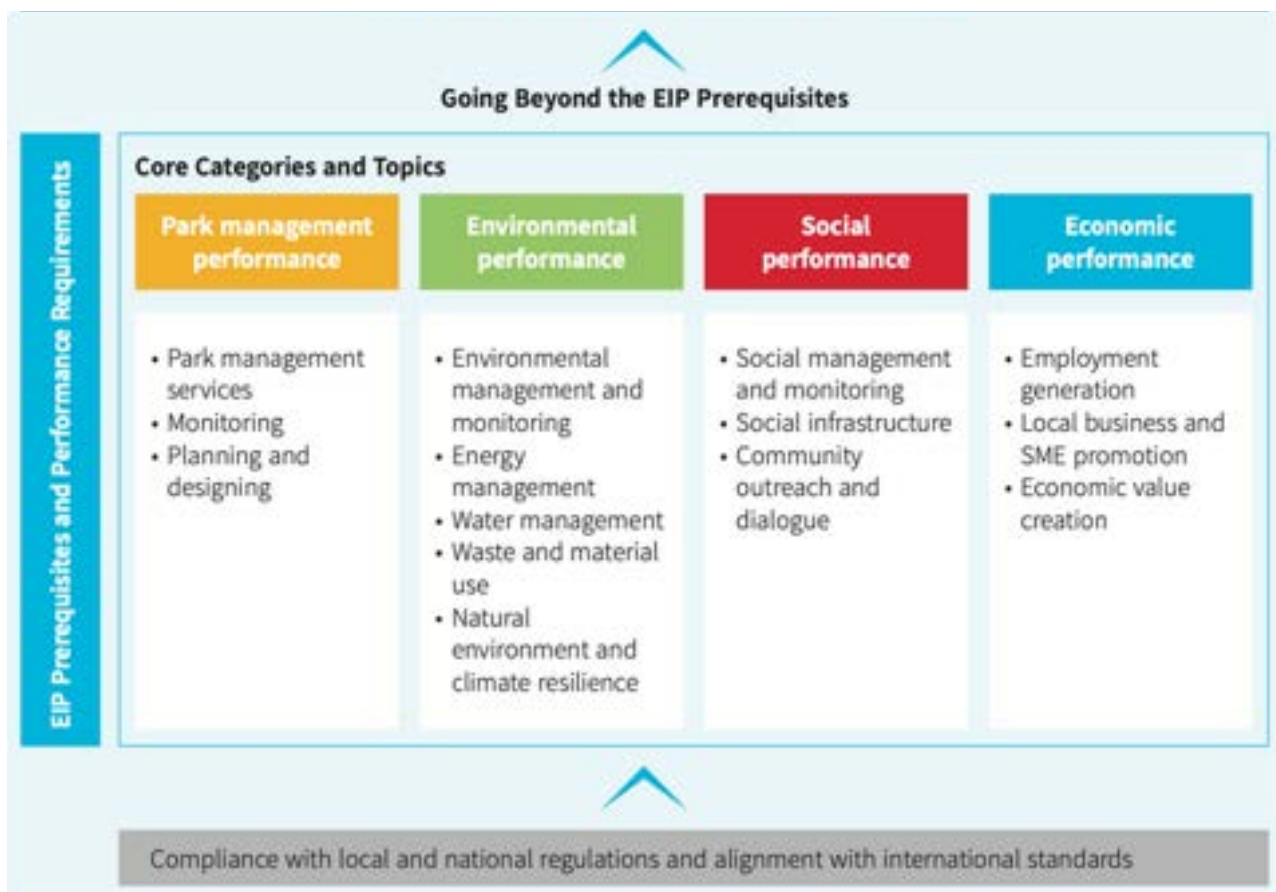 Going Beyond the EIP Prerequisites
EIP Prerequisites and Performance Requirements
Core Categories and Topics
Park management
performance
• Park management
services
• Monitoring
• Planning and
designing
Environmental
performance
• Environmental
management and
monitoring
• Energy
management
• Water management
• Waste and material
use
• Natural
environment and
climate resilience
Social
performance
• Social management
and monitoring
• Social infrastructure
• Community
outreach and
dialogue
Economic
performance
• Employment
generation
• Local business and
SME promotion
• Economic value
creation
Compliance with local and national regulations and alignment with international standards